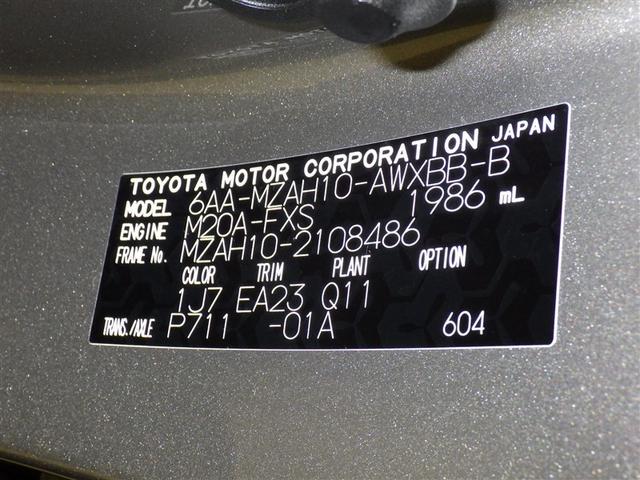 TOYOTA MOTOR CORPORATION JAPAN
MODEL 6AA-MZAH10-AWXBB-B
ENGINE M20A-FXS 1986 mL
FRAME No. MZAH10-2108486
COLOR TRIM PLANT OPTION
1J7 EA23 Q11
TRANS./AXLE P711 -01A 604